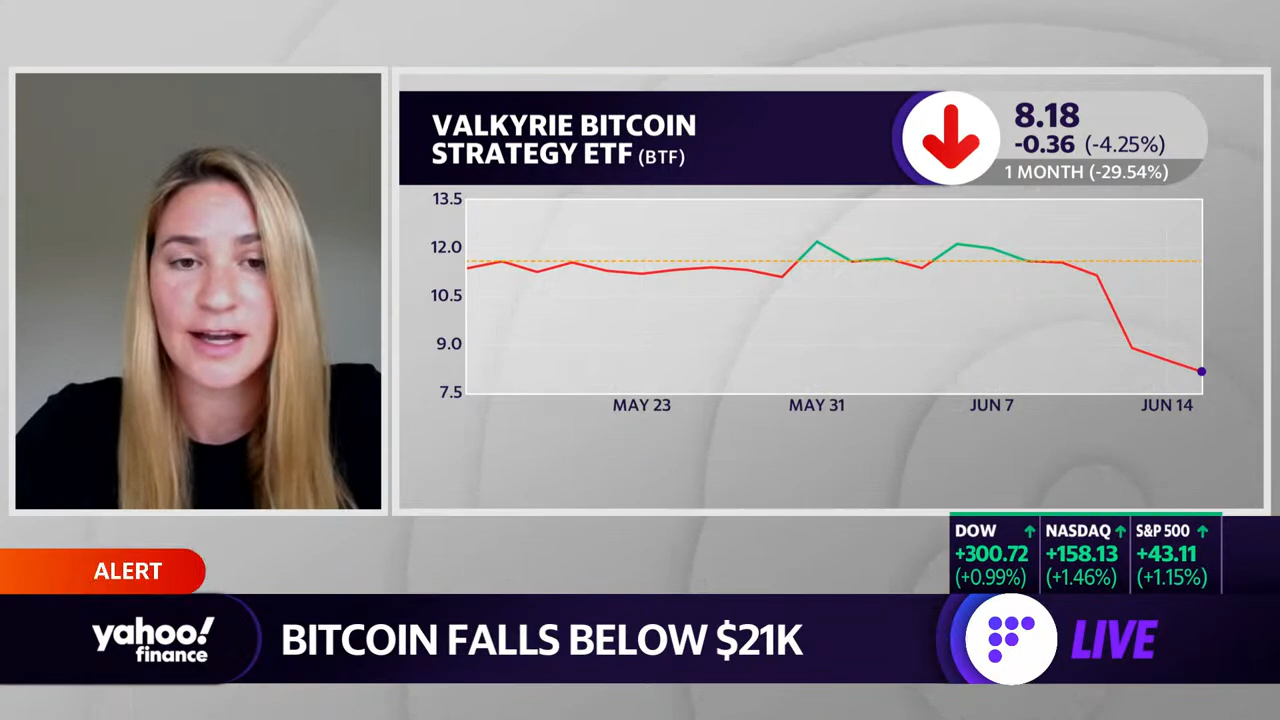 VALKYRIE BITCOIN
STRATEGY ETF (BTF)
8.18
-0.36 (-4.25%)
1 MONTH (-29.54%)
13.5
12.0
10.5
9.0
7.5
MAY 23 MAY 31 JUN 7 JUN 14
DOW NASDAQ S&P 500
+300.72 +158.13 +43.11
(+0.99%) (+1.46%) (+1.15%)
ALERT
yahoo!
finance
BITCOIN FALLS BELOW $21K
LIVE